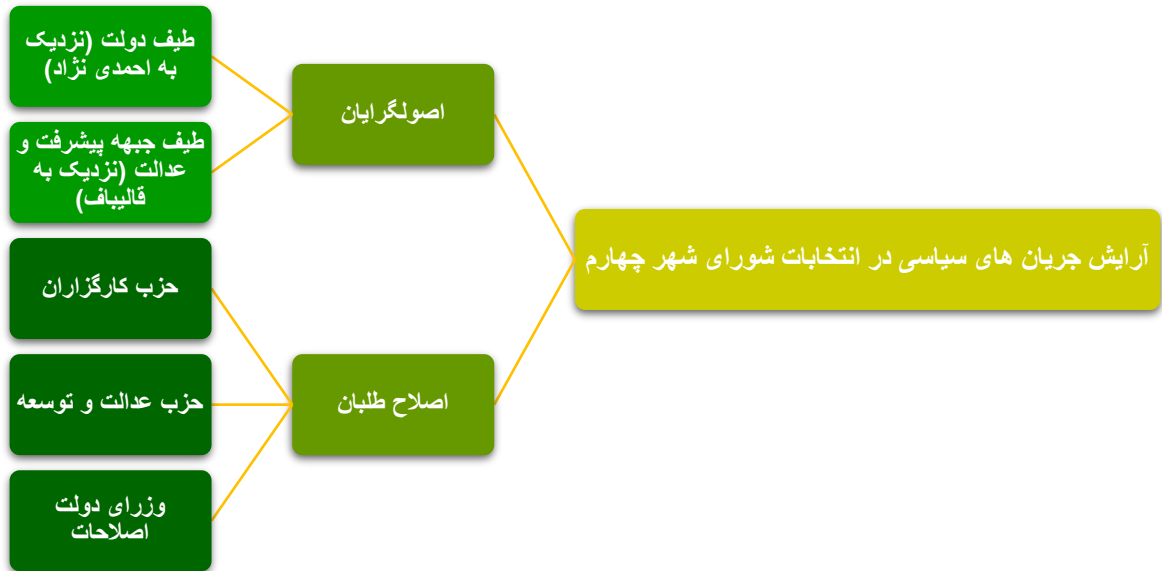 آرایش جریان های سیاسی در انتخابات شورای شهر چهارم
اصولگرایان
طیف دولت (نزدیک
به احمدی نژاد)
طیف جبهه پیشرفت و
عدالت (نزدیک به
قالیباف)
اصلاح طلبان
حزب کارگزاران
حزب عدالت و توسعه
وزرای دولت
اصلاحات